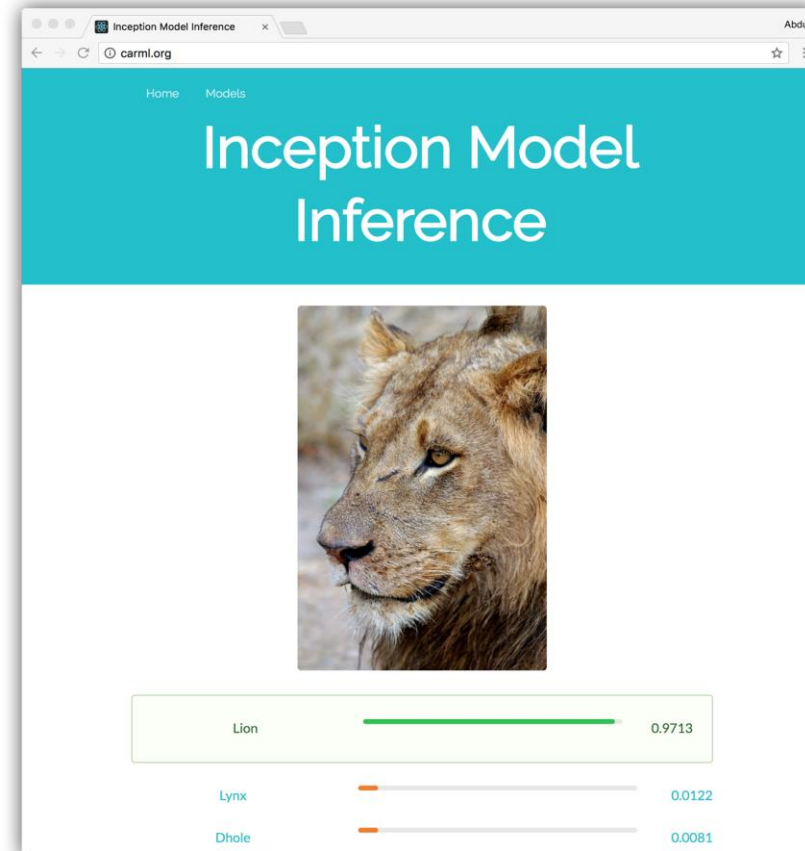 Inception Model Inference
Abdu
carml.org
Home Models
Inception Model
Inference
Lion 0.9713
Lynx 0.0122
Dhole 0.0081